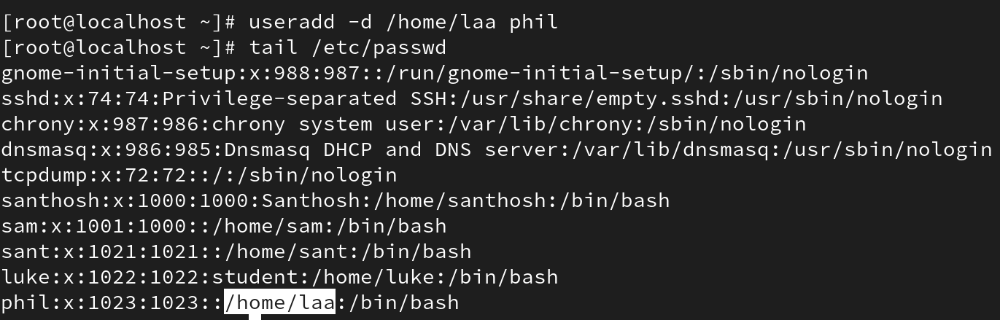 [root@localhost ~]# useradd -d /home/laa phil
[root@localhost ~]# tail /etc/passwd
gnome-initial-setup:x:988:987::/run/gnome-initial-setup/:/sbin/nologin
sshd:x:74:74:Privilege-separated SSH:/usr/share/empty.sshd:/usr/sbin/nologin
chrony:x:987:986:chrony system user:/var/lib/chrony:/sbin/nologin
dnsmasq:x:986:985:Dnsmasq DHCP and DNS server:/var/lib/dnsmasq:/usr/sbin/nologin
tcpdump:x:72:72::/:/sbin/nologin
santhosh:x:1000:1000:Santhosh:/home/santhosh:/bin/bash
sam:x:1001:1000::/home/sam:/bin/bash
sant:x:1021:1021::/home/sant:/bin/bash
luke:x:1022:1022:student:/home/luke:/bin/bash
phil:x:1023:1023::/home/laa:/bin/bash